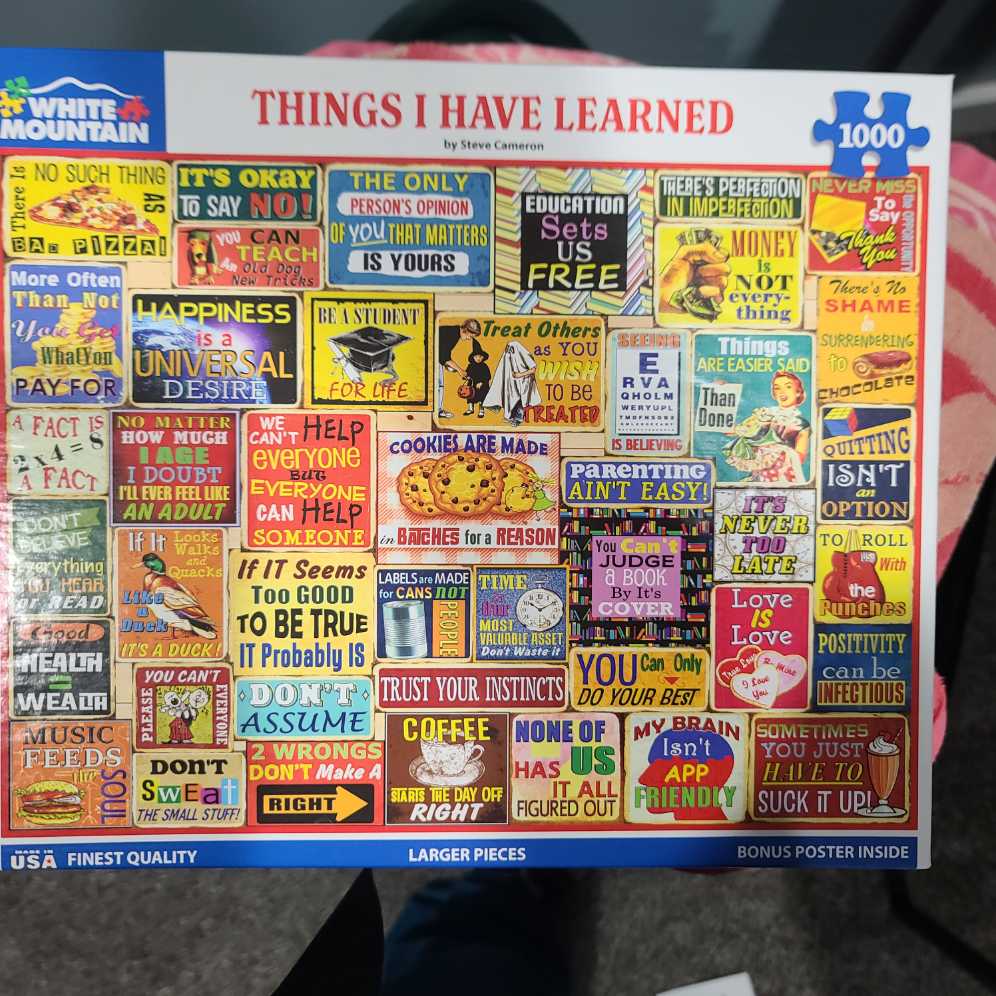 WHITE
MOUNTAIN
THINGS I HAVE LEARNED
by Steve Cameron
1000
There Is
NO SUCH THING
AS
BAD PIZZA!
IT'S OKAY
To SAY NO!
YOU CAN
TEACH
An Old Dog
New Tricks
THE ONLY
PERSON'S OPINION
OF you THAT MATTERS
IS YOURS
EDUCATION
Sets
US
FREE
THERE'S PERFECTION
IN IMPERFECTION
MONEY
is
NOT
every-
thing
NEVER MISS
the OPPORTUNITY
To
Say
Thank
You
More Often
Than Not
You Get
What You
PAY FOR
HAPPINESS
is a
UNIVERSAL
DESIRE
BE A STUDENT
FOR LIFE
Treat Others
as YOU
WISH
TO BE
TREATED
SEEING
E
R V A
Q H O L M
W E R Y U P L
IS BELIEVING
Things
ARE EASIER SAID
Than
Done
There's No
SHAME
in
SURRENDERING
to
CHOCOLATE
A FACT IS
2 x 4 = 8
A FACT
NO MATTER
HOW MUCH
I AGE
I DOUBT
I'LL EVER FEEL LIKE
AN ADULT
WE
CAN'T HELP
everyone
BUT
EVERYONE
CAN HELP
SOMEONE
COOKIES ARE MADE
in BATCHES for a REASON
PARENTING
AIN'T EASY!
QUITTING
ISN'T
an
OPTION
DON'T
BELIEVE
Everything
YOU HEAR
or READ
If It Looks
Walks
and
Quacks
Like
a
Duck
IT'S A DUCK!
If IT Seems
Too GOOD
TO BE TRUE
IT Probably IS
LABELS are MADE
for CANS NOT
PEOPLE
TIME
is
Your
MOST
VALUABLE ASSET
Don't Waste it
You Can't
JUDGE
a BOOK
By It's
COVER
IT'S
NEVER
TOO
LATE
TO ROLL
With
the
Punches
Good
HEALTH
=
WEALTH
PLEASE
YOU CAN'T
EVERYONE
DON'T
ASSUME
TRUST YOUR INSTINCTS
YOU Can Only
DO YOUR BEST
Love
IS
Love
True Love
I Love
You
B. Mine
POSITIVITY
can be
INFECTIOUS
MUSIC
FEEDS
the
SOUL
DON'T
SWEat
THE SMALL STUFF!
2 WRONGS
DON'T Make A
RIGHT
COFFEE
STARTS THE DAY OFF
RIGHT
NONE OF
US
HAS
IT ALL
FIGURED OUT
MY BRAIN
Isn't
APP
FRIENDLY
SOMETIMES
YOU JUST
HAVE TO
SUCK iT UP!
MADE IN
USA
FINEST QUALITY
LARGER PIECES
BONUS POSTER INSIDE